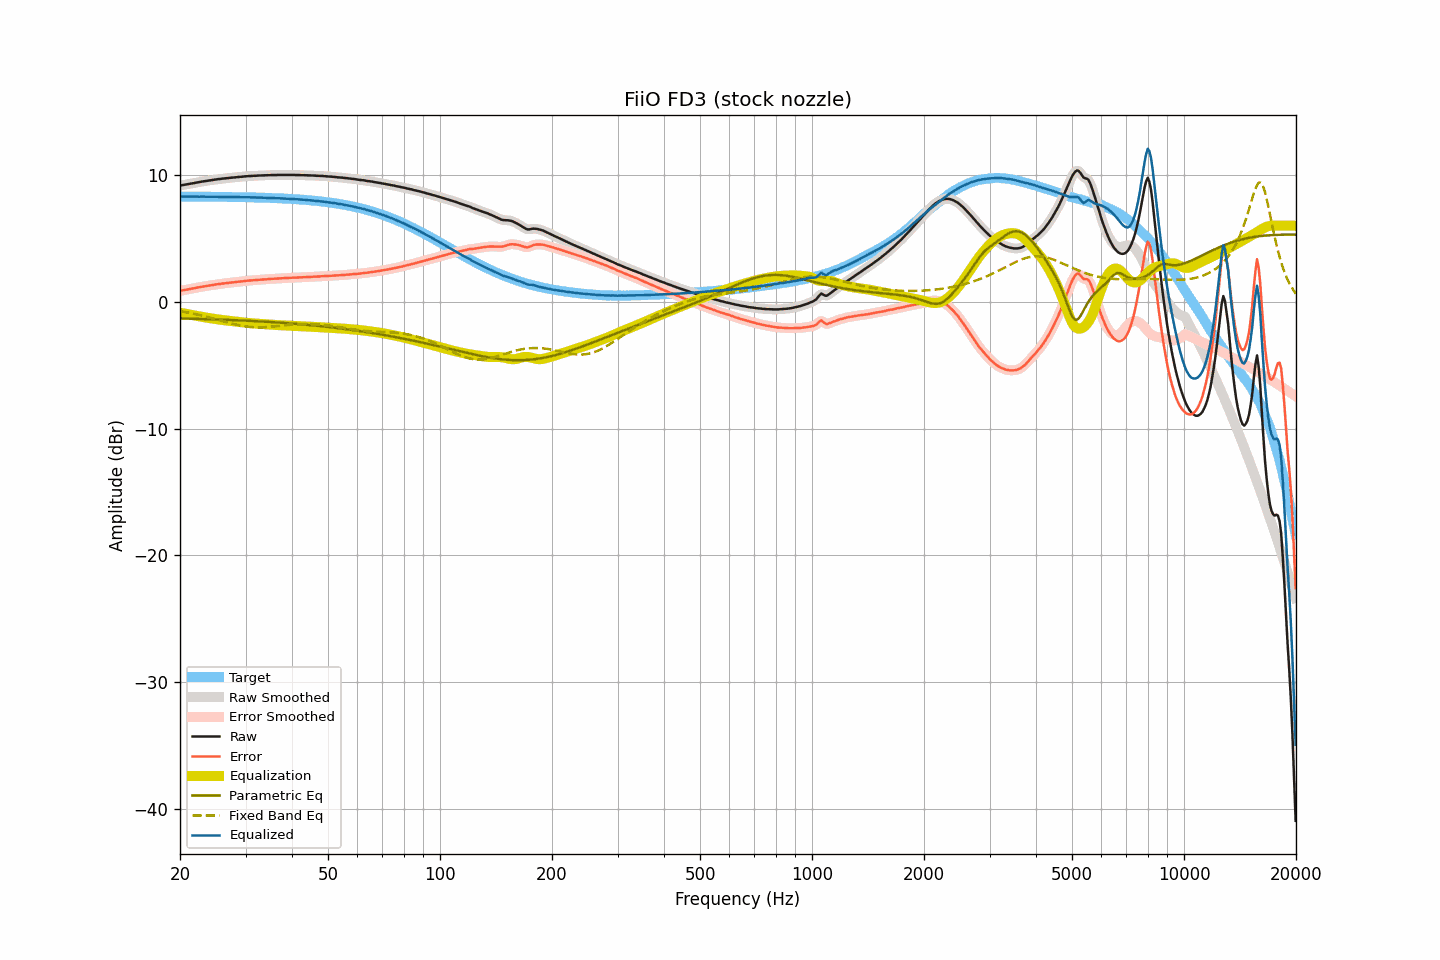 FiiO FD3 (stock nozzle)
Amplitude (dBr)
10
0
−10
−20
−30
−40
Target
Raw Smoothed
Error Smoothed
Raw
Error
Equalization
Parametric Eq
Fixed Band Eq
Equalized
20 50 100 200 500 1000 2000 5000 10000 20000
Frequency (Hz)